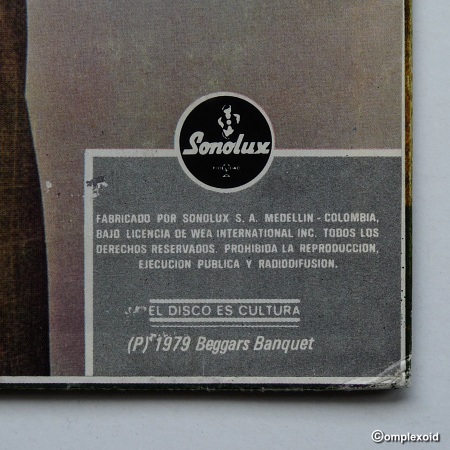 Sonolux
FABRICADO POR SONOLUX S. A. MEDELLIN - COLOMBIA,
BAJO LICENCIA DE WEA INTERNATIONAL INC. TODOS LOS
DERECHOS RESERVADOS. PROHIBIDA LA REPRODUCCION,
EJECUCION PUBLICA Y RADIODIFUSION.
EL DISCO ES CULTURA
(P) 1979 Beggars Banquet
©omplexoid